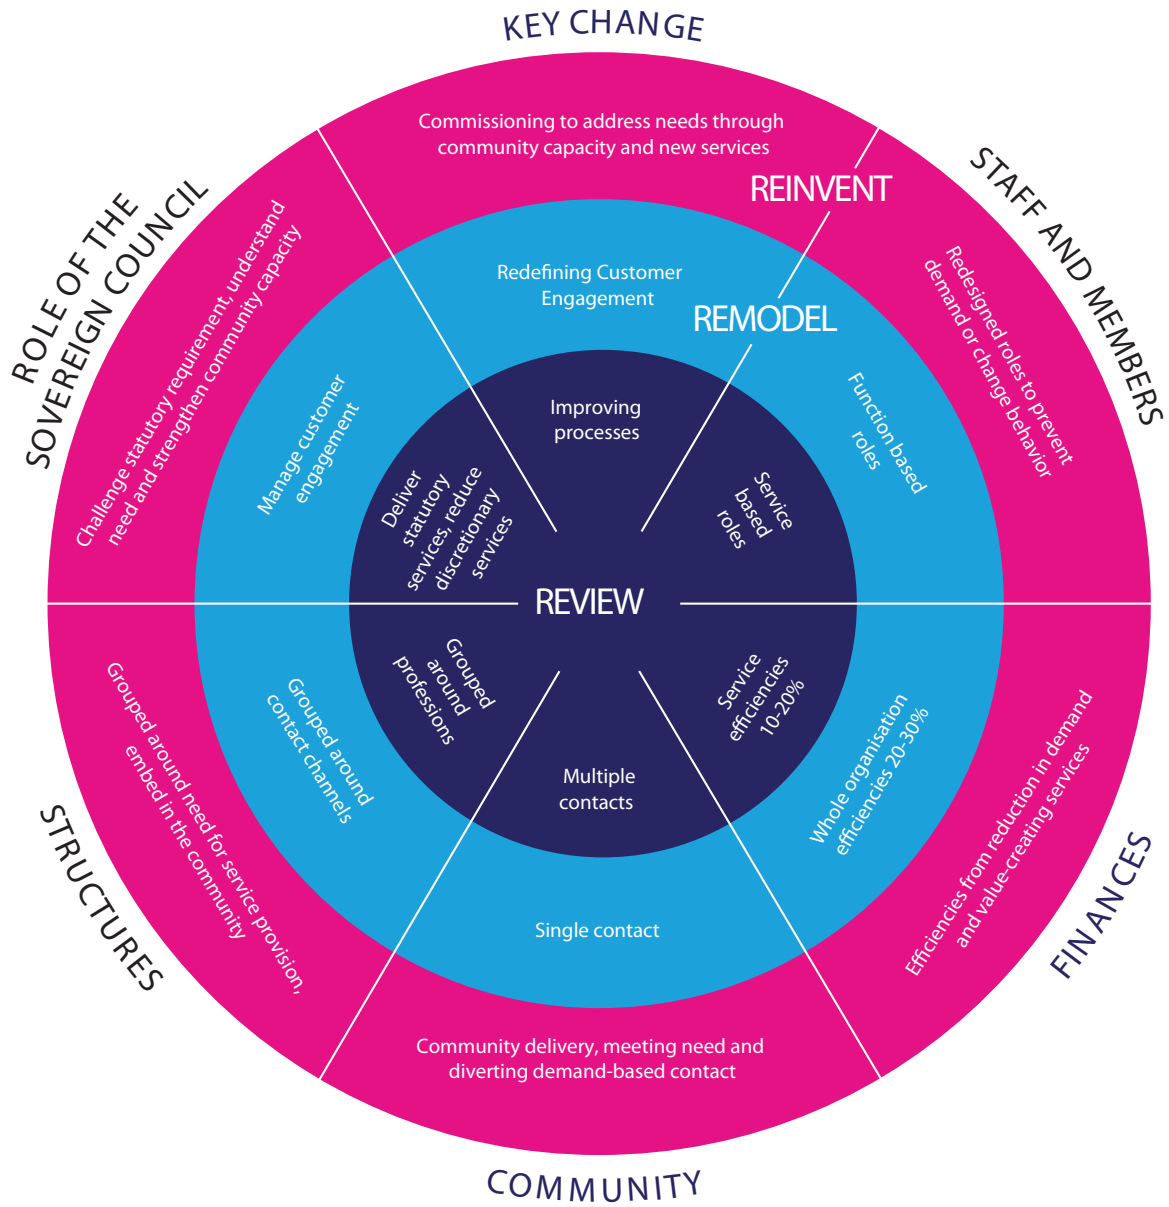 KEY CHANGE
Commissioning to address needs through
community capacity and new services
REINVENT
Redefining Customer
Engagement
REMODEL
Improving
processes
STAFF AND MEMBERS
Redesigned roles to prevent
demand or change behavior
Function based
roles
Service
based
roles
REVIEW
FINANCES
Service
efficiencies
10-20%
Whole organisation
efficiencies 20-30%
Efficiencies from reduction in demand
and value-creating services
Multiple
contacts
Single contact
Community delivery, meeting need and
diverting demand-based contact
COMMUNITY
STRUCTURES
Grouped around need for service provision,
embed in the community
Grouped around
contact channels
Grouped
around
professions
ROLE OF THE
SOVEREIGN COUNCIL
Challenge statutory requirement, understand
need and strengthen community capacity
Manage customer
engagement
Deliver
statutory
services, reduce
discretionary
services